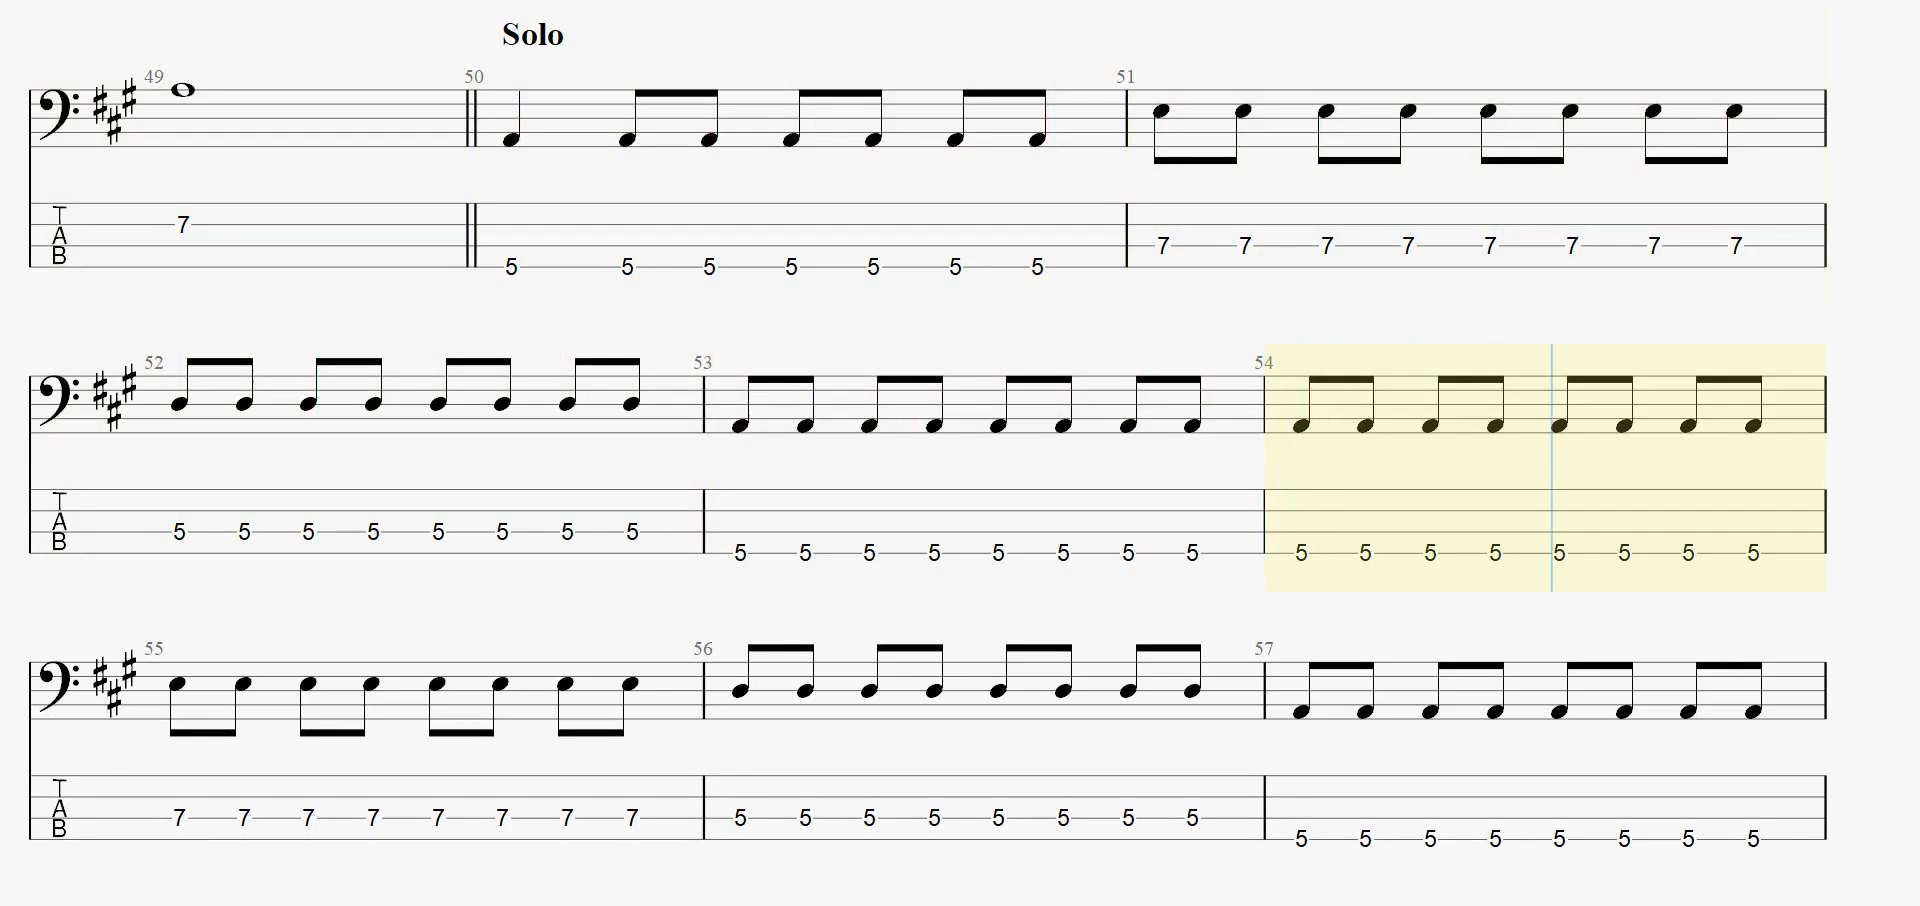 Solo
49 50 51
T 7
A
B 5 5 5 5 5 5 5 7 7 7 7 7 7 7 7
52 53 54
T
A 5 5 5 5 5 5 5 5
B 5 5 5 5 5 5 5 5 5 5 5 5 5 5 5 5
55 56 57
T
A 7 7 7 7 7 7 7 7 5 5 5 5 5 5 5 5
B 5 5 5 5 5 5 5 5